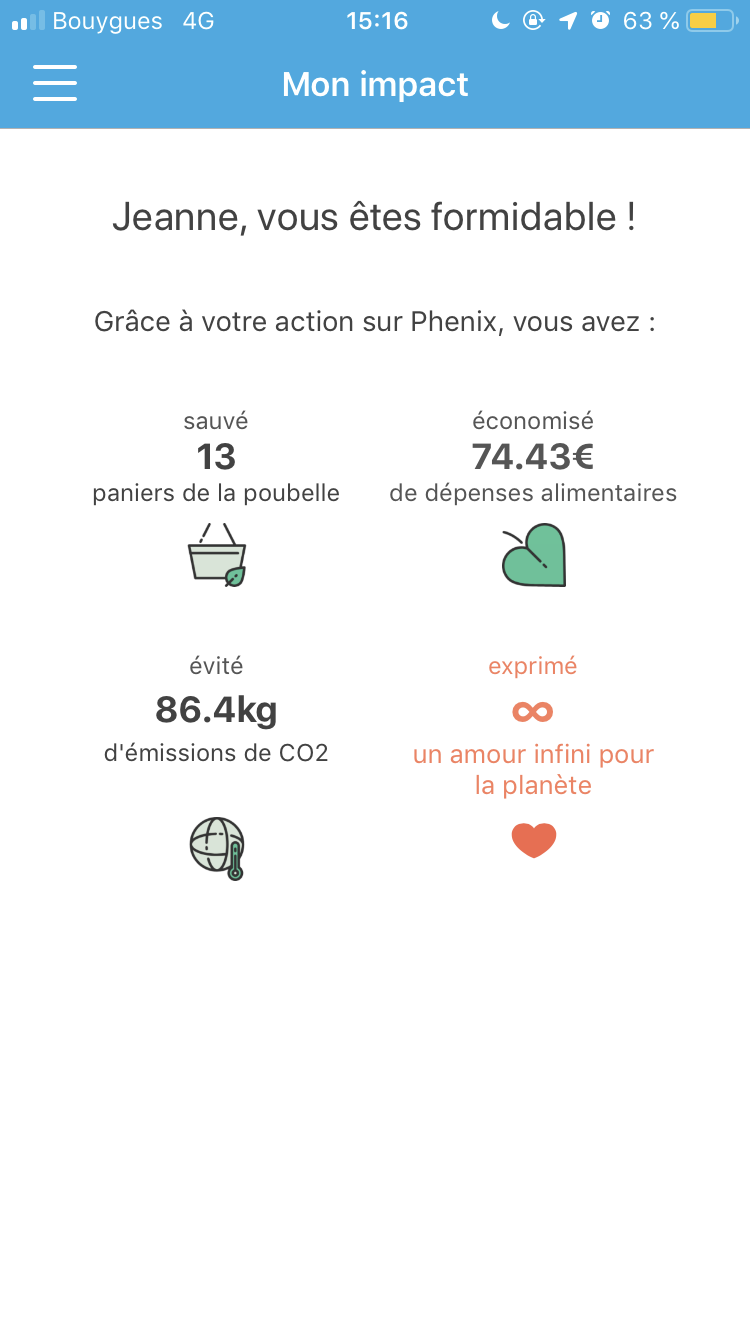 Bouygues 4G 15:16 63 %
Mon impact
Jeanne, vous êtes formidable !
Grâce à votre action sur Phenix, vous avez :
sauvé
13
paniers de la poubelle
économisé
74.43€
de dépenses alimentaires
évité
86.4kg
d'émissions de CO2
exprimé
∞
un amour infini pour
la planète